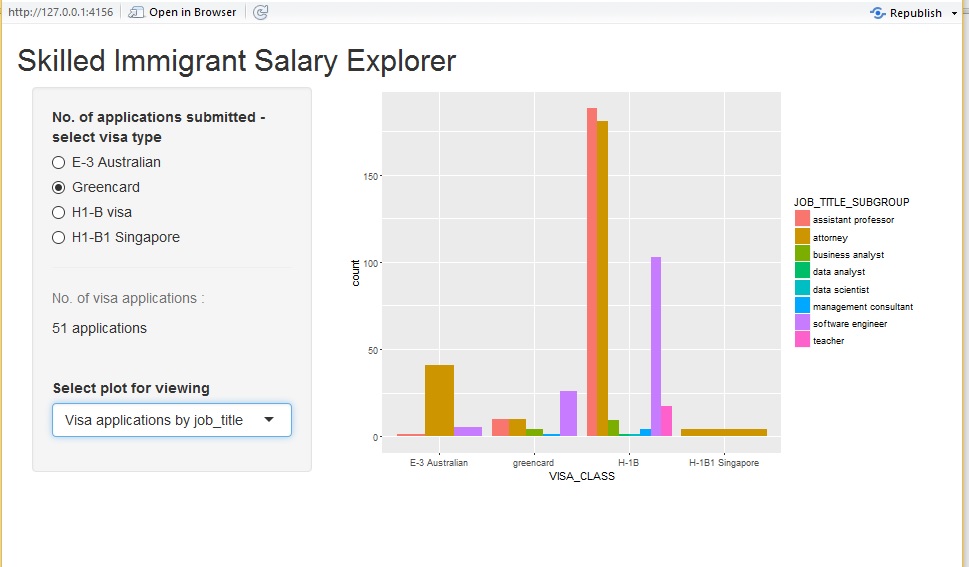 http://127.0.0.1:4156 Open in Browser Republish
Skilled Immigrant Salary Explorer
No. of applications submitted -
select visa type
E-3 Australian
Greencard
H1-B visa
H1-B1 Singapore
No. of visa applications :
51 applications
Select plot for viewing
Visa applications by job_title
150
100
50
0
count
E-3 Australian greencard H-1B H-1B1 Singapore
VISA_CLASS
JOB_TITLE_SUBGROUP
assistant professor
attorney
business analyst
data analyst
data scientist
management consultant
software engineer
teacher